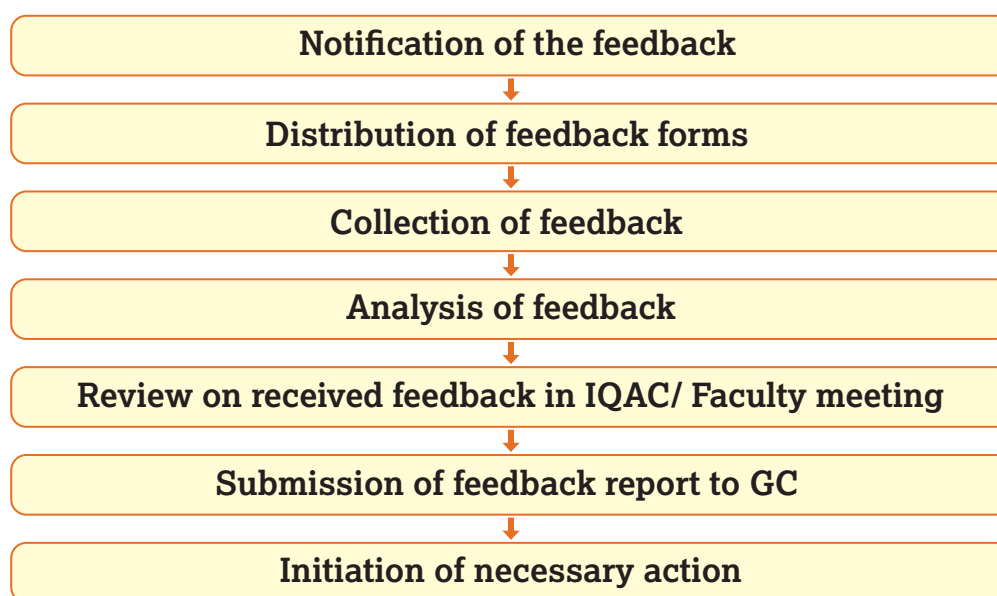 Notification of the feedback
Distribution of feedback forms
Collection of feedback
Analysis of feedback
Review on received feedback in IQAC/ Faculty meeting
Submission of feedback report to GC
Initiation of necessary action